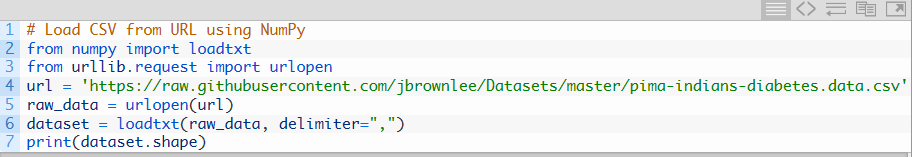 1 # Load CSV from URL using NumPy
2 from numpy import loadtxt
3 from urllib.request import urlopen
4 url = 'https://raw.githubusercontent.com/jbrownlee/Datasets/master/pima-indians-diabetes.data.csv'
5 raw_data = urlopen(url)
6 dataset = loadtxt(raw_data, delimiter=",")
7 print(dataset.shape)